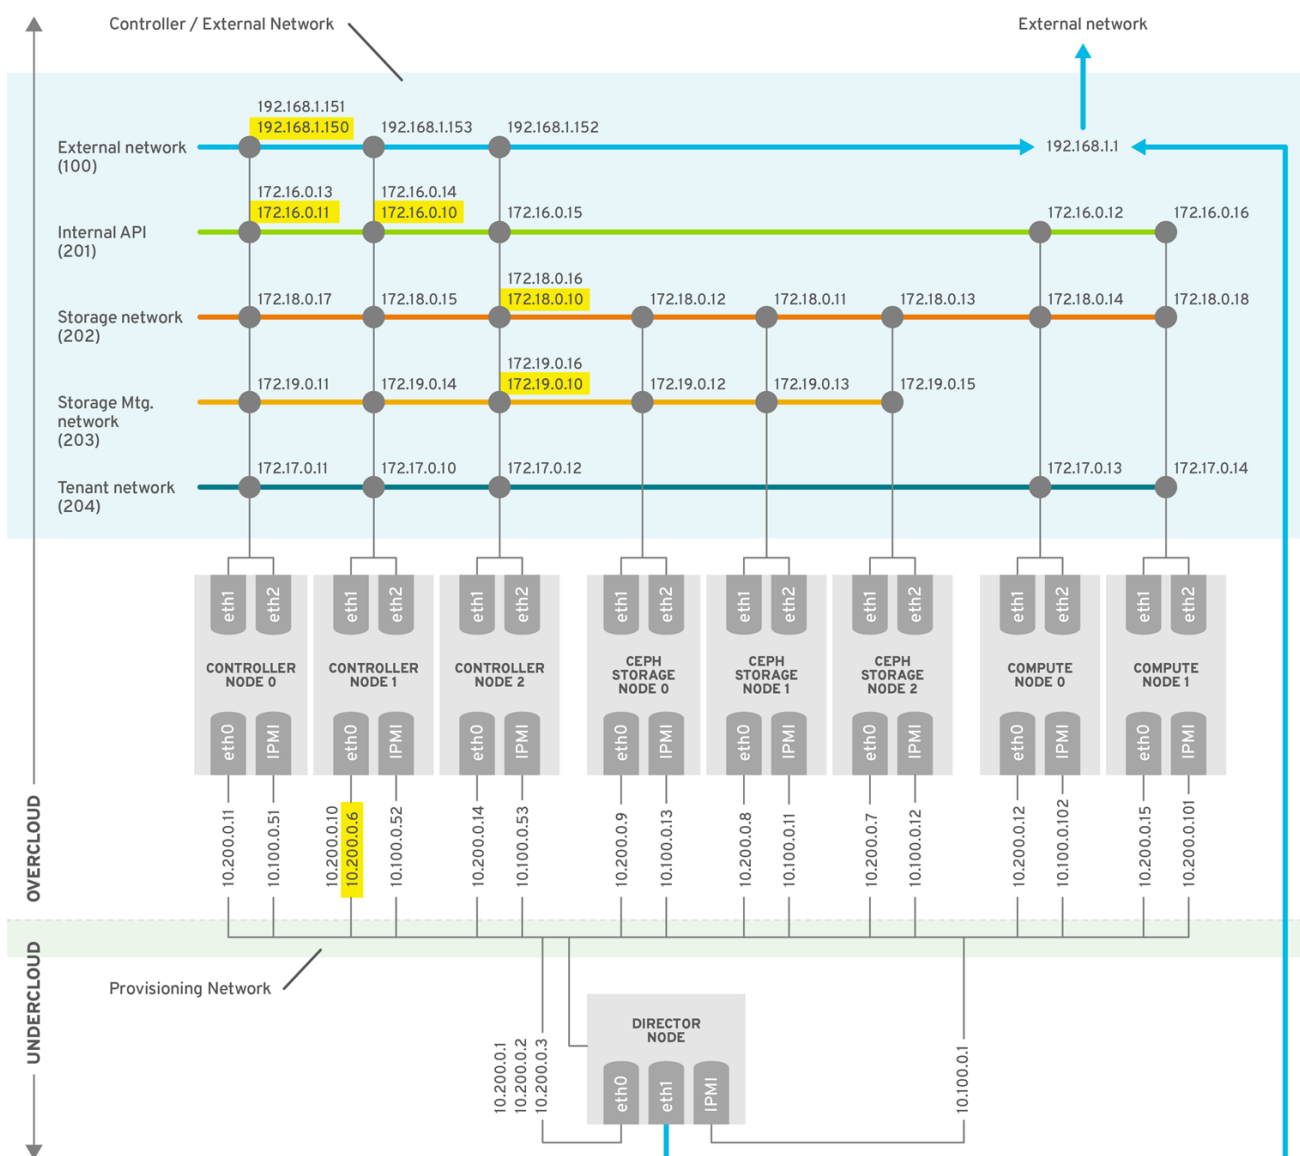 Controller / External Network
External network
192.168.1.151
192.168.1.150
192.168.1.153
192.168.1.152
External network
(100)
192.168.1.1
172.16.0.13
172.16.0.11
172.16.0.14
172.16.0.10
172.16.0.15
172.16.0.12
172.16.0.16
Internal API
(201)
172.18.0.17
172.18.0.15
172.18.0.16
172.18.0.10
172.18.0.12
172.18.0.11
172.18.0.13
172.18.0.14
172.18.0.18
Storage network
(202)
172.19.0.11
172.19.0.14
172.19.0.16
172.19.0.10
172.19.0.12
172.19.0.13
172.19.0.15
Storage Mtg.
network
(203)
172.17.0.11
172.17.0.10
172.17.0.12
172.17.0.13
172.17.0.14
Tenant network
(204)
eth1
eth2
CONTROLLER
NODE 0
eth0
IPMI
eth1
eth2
CONTROLLER
NODE 1
eth0
IPMI
eth1
eth2
CONTROLLER
NODE 2
eth0
IPMI
eth1
eth2
CEPH
STORAGE
NODE 0
eth0
IPMI
eth1
eth2
CEPH
STORAGE
NODE 1
eth0
IPMI
eth1
eth2
CEPH
STORAGE
NODE 2
eth0
IPMI
eth1
eth2
COMPUTE
NODE 0
eth0
IPMI
eth1
eth2
COMPUTE
NODE 1
eth0
IPMI
OVERCLOUD
10.200.0.11
10.100.0.51
10.200.0.10
10.200.0.6
10.100.0.52
10.200.0.14
10.100.0.53
10.200.0.9
10.100.0.13
10.200.0.8
10.100.0.11
10.200.0.7
10.100.0.12
10.200.0.12
10.100.0.102
10.200.0.15
10.200.0.101
UNDERCLOUD
Provisioning Network
10.200.0.1
10.200.0.2
10.200.0.3
DIRECTOR
NODE
eth0
eth1
IPMI
10.100.0.1